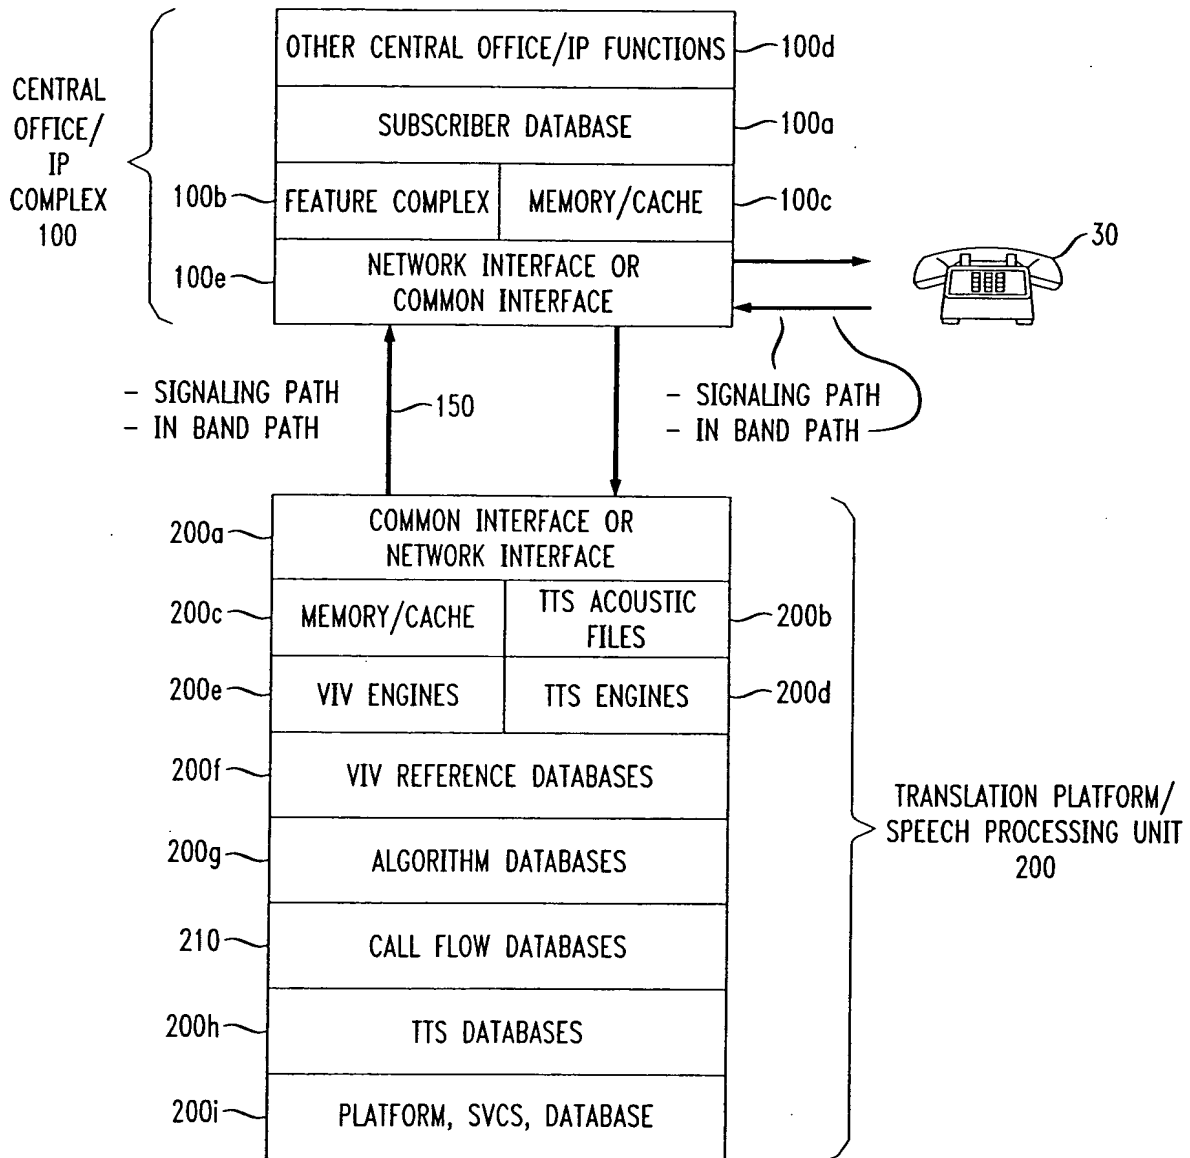 OTHER CENTRAL OFFICE/IP FUNCTIONS
100d
CENTRAL
OFFICE/
IP
COMPLEX
100
SUBSCRIBER DATABASE
100a
100b
FEATURE COMPLEX
MEMORY/CACHE
100c
100e
NETWORK INTERFACE OR
COMMON INTERFACE
30
- SIGNALING PATH
- IN BAND PATH
150
- SIGNALING PATH
- IN BAND PATH
200a
COMMON INTERFACE OR
NETWORK INTERFACE
200c
MEMORY/CACHE
TTS ACOUSTIC
FILES
200b
200e
VIV ENGINES
TTS ENGINES
200d
200f
VIV REFERENCE DATABASES
200g
ALGORITHM DATABASES
TRANSLATION PLATFORM/
SPEECH PROCESSING UNIT
200
210
CALL FLOW DATABASES
200h
TTS DATABASES
200i
PLATFORM, SVCS, DATABASE